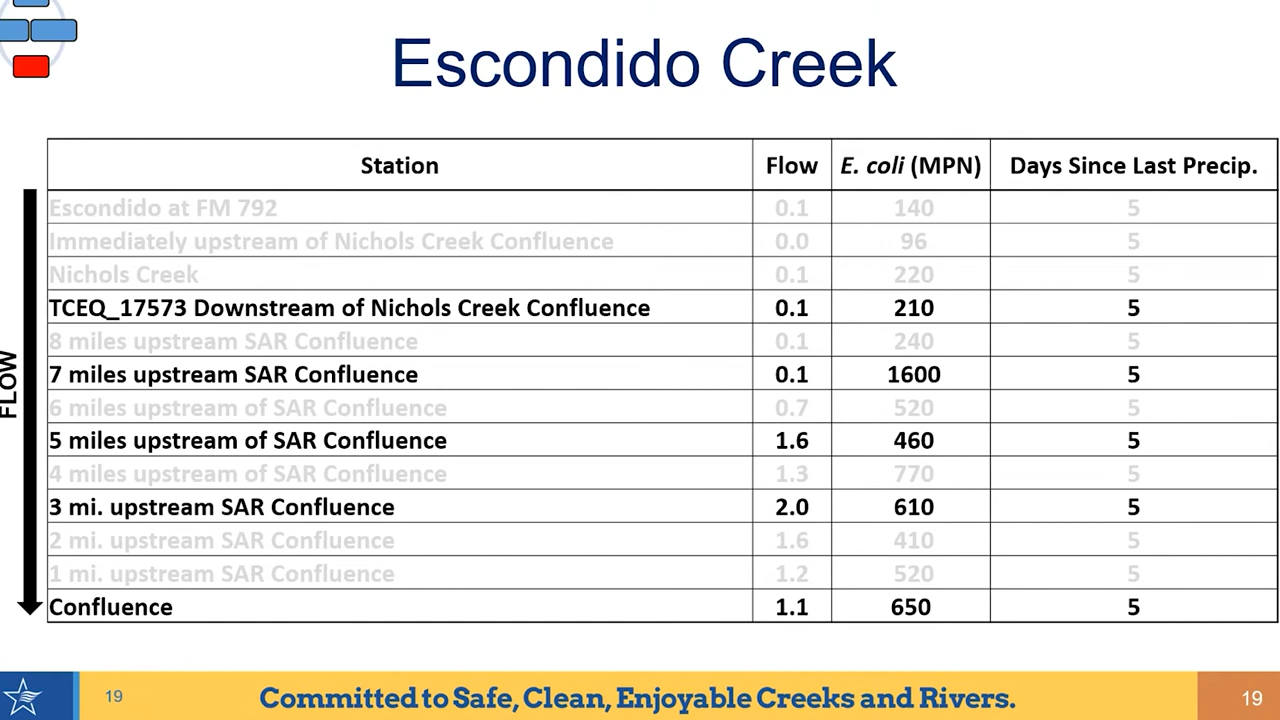 Escondido Creek
Station Flow E. coli (MPN) Days Since Last Precip.
Escondido at FM 792 0.1 140 5
Immediately upstream of Nichols Creek Confluence 0.0 96 5
Nichols Creek 0.1 220 5
TCEQ_17573 Downstream of Nichols Creek Confluence 0.1 210 5
8 miles upstream SAR Confluence 0.1 240 5
7 miles upstream SAR Confluence 0.1 1600 5
6 miles upstream of SAR Confluence 0.7 520 5
5 miles upstream of SAR Confluence 1.6 460 5
4 miles upstream of SAR Confluence 1.3 770 5
3 mi. upstream SAR Confluence 2.0 610 5
2 mi. upstream SAR Confluence 1.6 410 5
1 mi. upstream SAR Confluence 1.2 520 5
Confluence 1.1 650 5
FLOW
19 Committed to Safe, Clean, Enjoyable Creeks and Rivers. 19